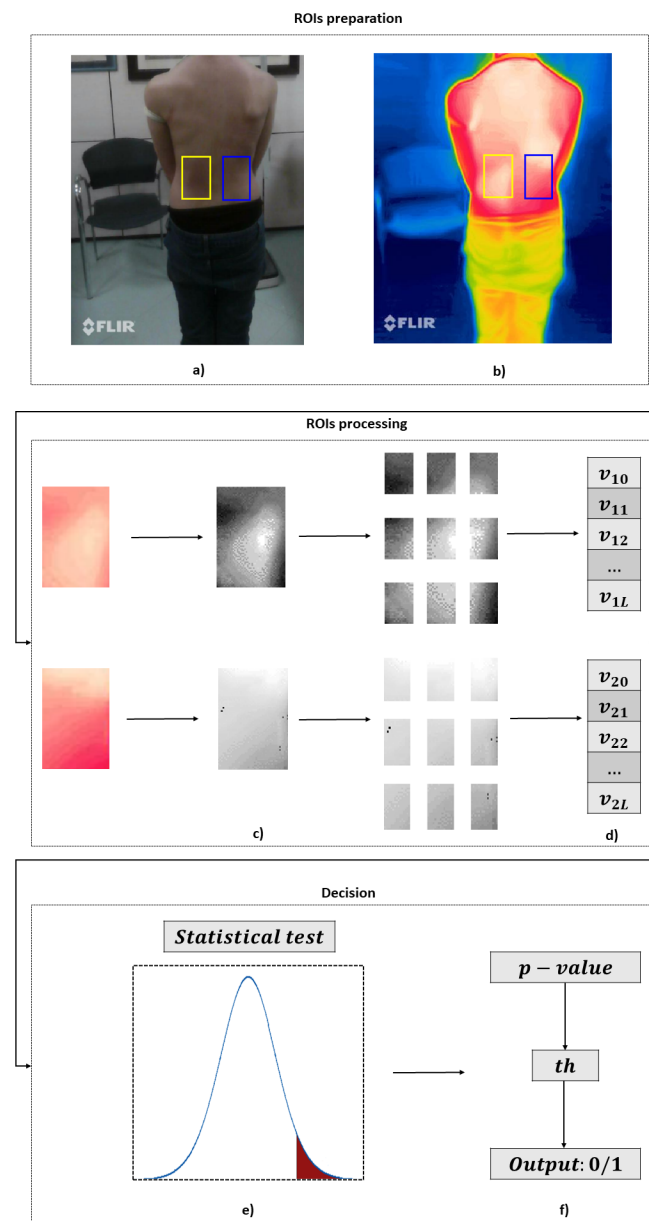 ROIs preparation
FLIR
FLIR
a)
b)
ROIs processing
v10
v11
v12
...
v1L
v20
v21
v22
...
v2L
c)
d)
Decision
Statistical test
p − value
th
Output: 0/1
e)
f)